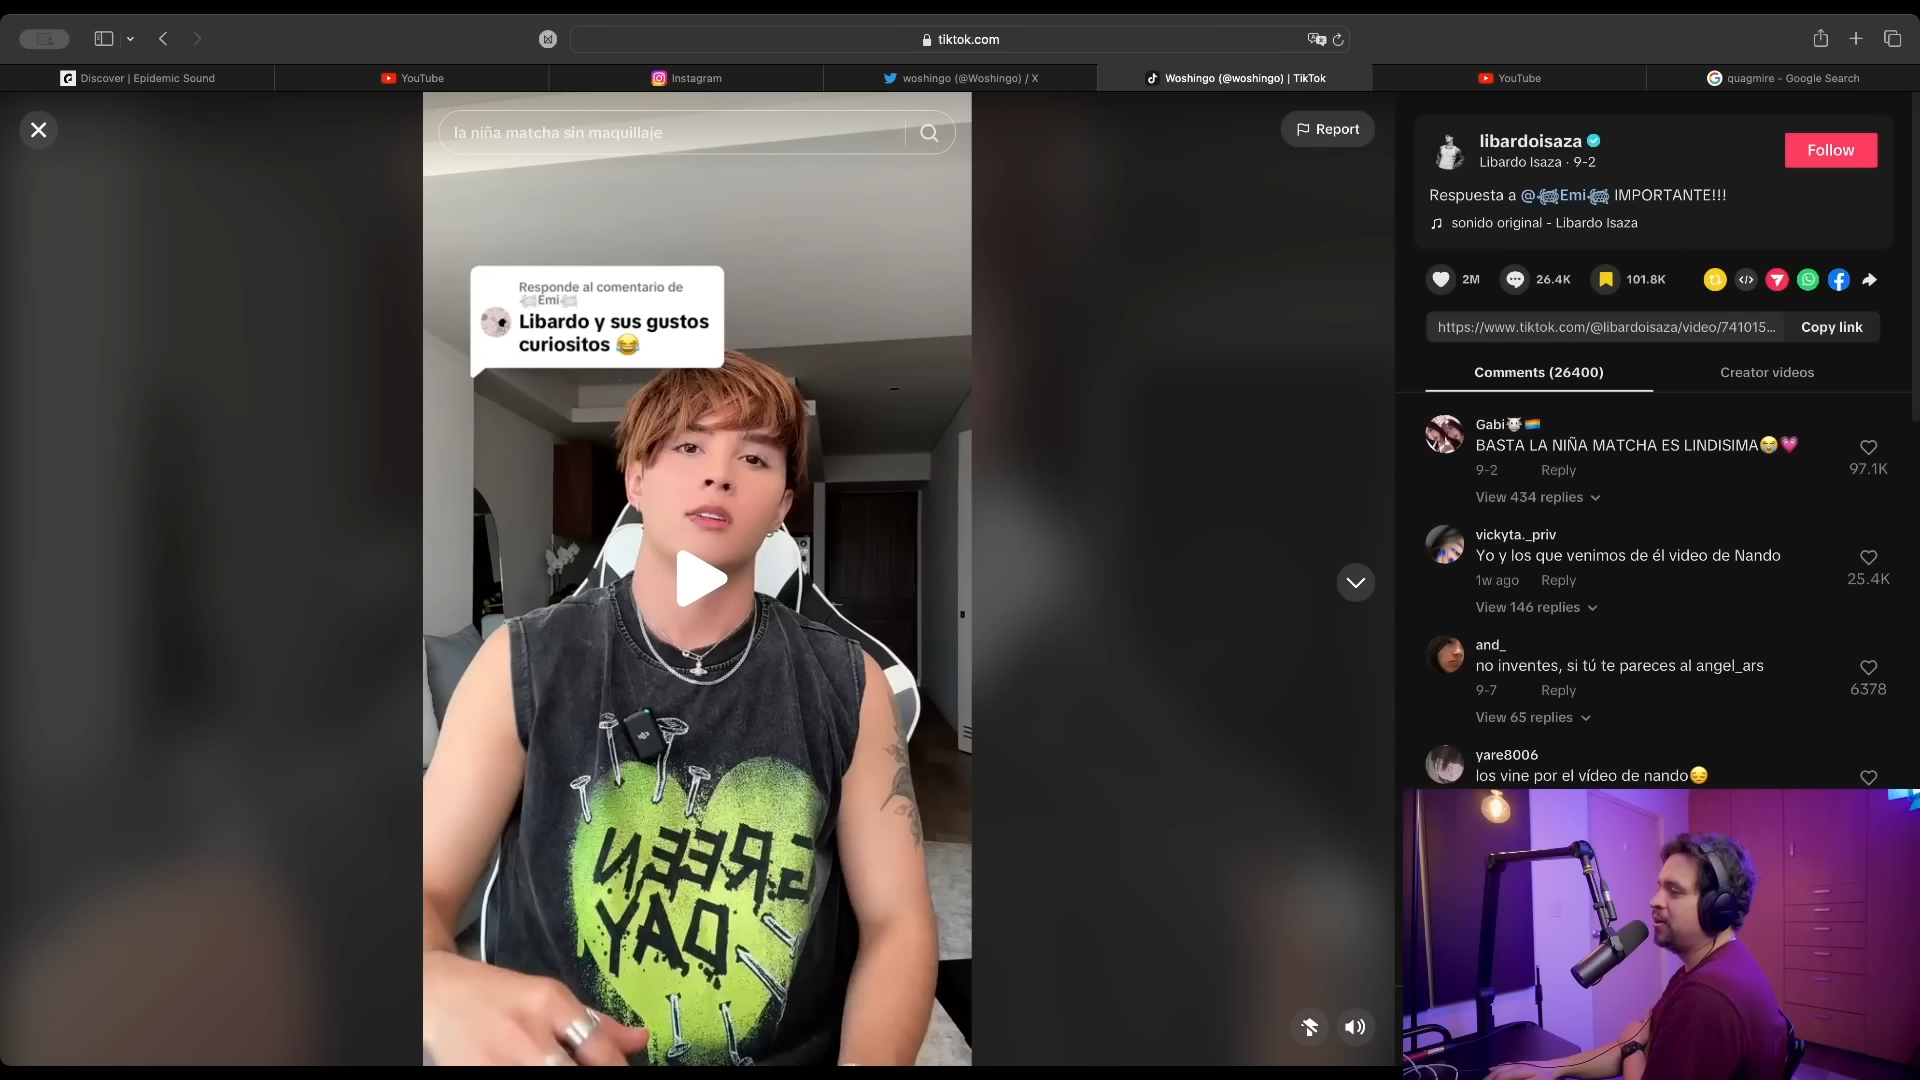 tiktok.com
Discover | Epidemic Sound
YouTube
Instagram
woshingo (@Woshingo) / X
Woshingo (@woshingo) | TikTok
YouTube
quagmire - Google Search
la niña matcha sin maquillaje
Report
Responde al comentario de
Emi
Libardo y sus gustos
curiositos 😂
GREEN
DAY
libardoisaza
Libardo Isaza · 9-2
Follow
Respuesta a @🐅Emi🐅 IMPORTANTE!!!
sonido original - Libardo Isaza
2M
26.4K
101.8K
https://www.tiktok.com/@libardoisaza/video/741015...
Copy link
Comments (26400)
Creator videos
Gabi🐮🏳️‍🌈
BASTA LA NIÑA MATCHA ES LINDISIMA😭💗
9-2 Reply
97.1K
View 434 replies
vickyta._priv
Yo y los que venimos de él video de Nando
1w ago Reply
25.4K
View 146 replies
and_
no inventes, si tú te pareces al angel_ars
9-7 Reply
6378
View 65 replies
yare8006
los vine por el vídeo de nando😔